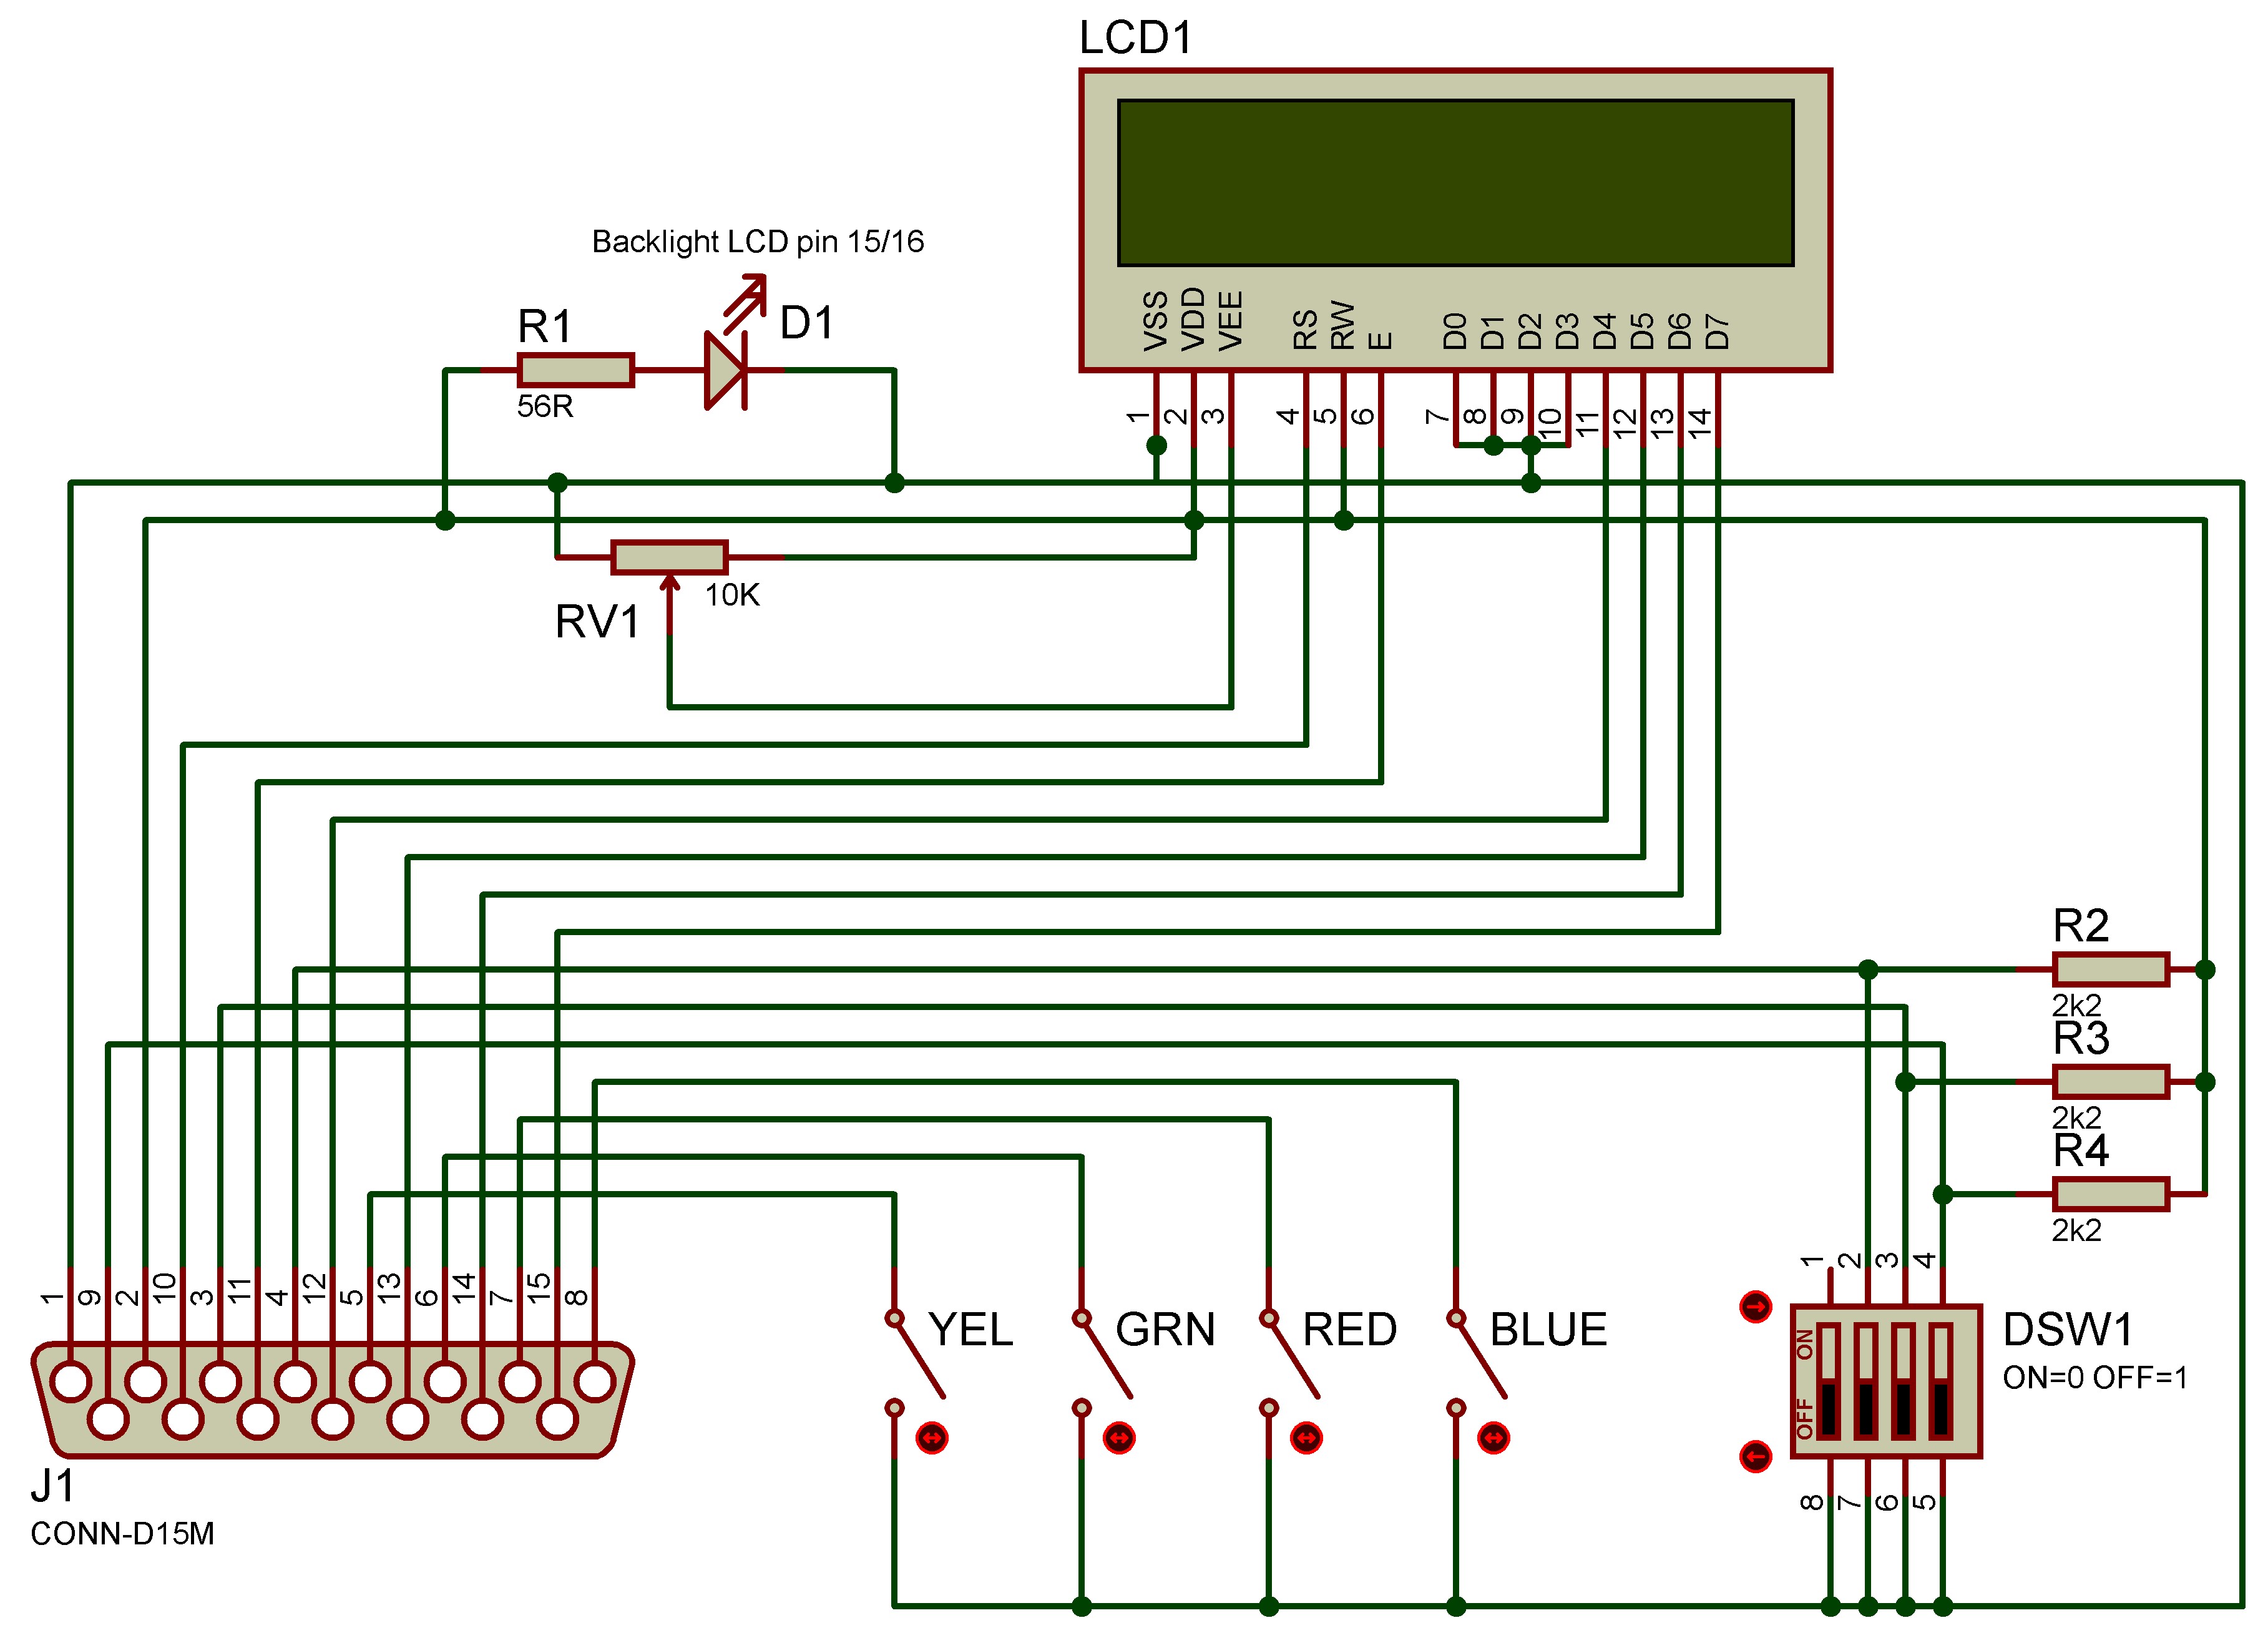 LCD1
Backlight LCD pin 15/16
R1
D1
56R
VSS
VDD
VEE
RS
RW
E
D0
D1
D2
D3
D4
D5
D6
D7
1
2
3
4
5
6
7
8
9
10
11
12
13
14
10K
RV1
R2
2k2
R3
2k2
R4
2k2
1
9
2
10
3
11
4
12
5
13
6
14
7
15
8
J1
CONN-D15M
YEL
GRN
RED
BLUE
1
2
3
4
ON
OFF
DSW1
ON=0 OFF=1
8
7
6
5